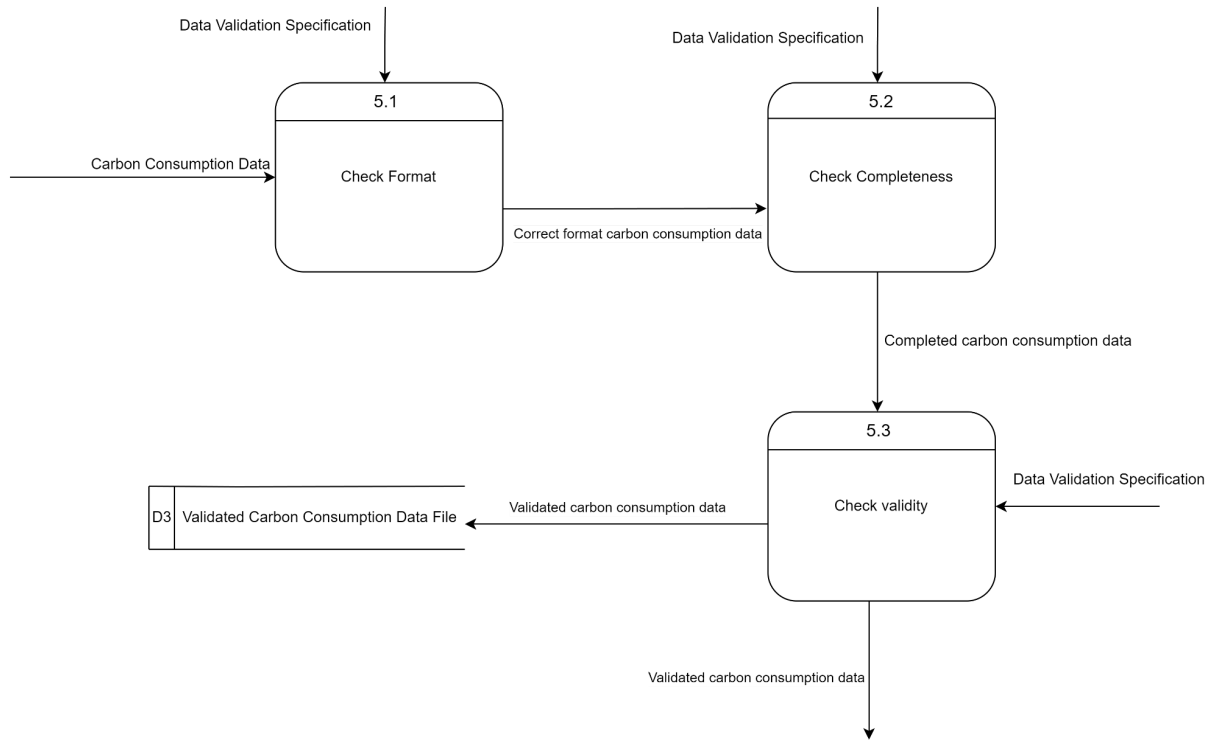 Data Validation Specification
Data Validation Specification
5.1
5.2
Carbon Consumption Data
Check Format
Check Completeness
Correct format carbon consumption data
Completed carbon consumption data
5.3
Data Validation Specification
Check validity
Validated carbon consumption data
D3
Validated Carbon Consumption Data File
Validated carbon consumption data